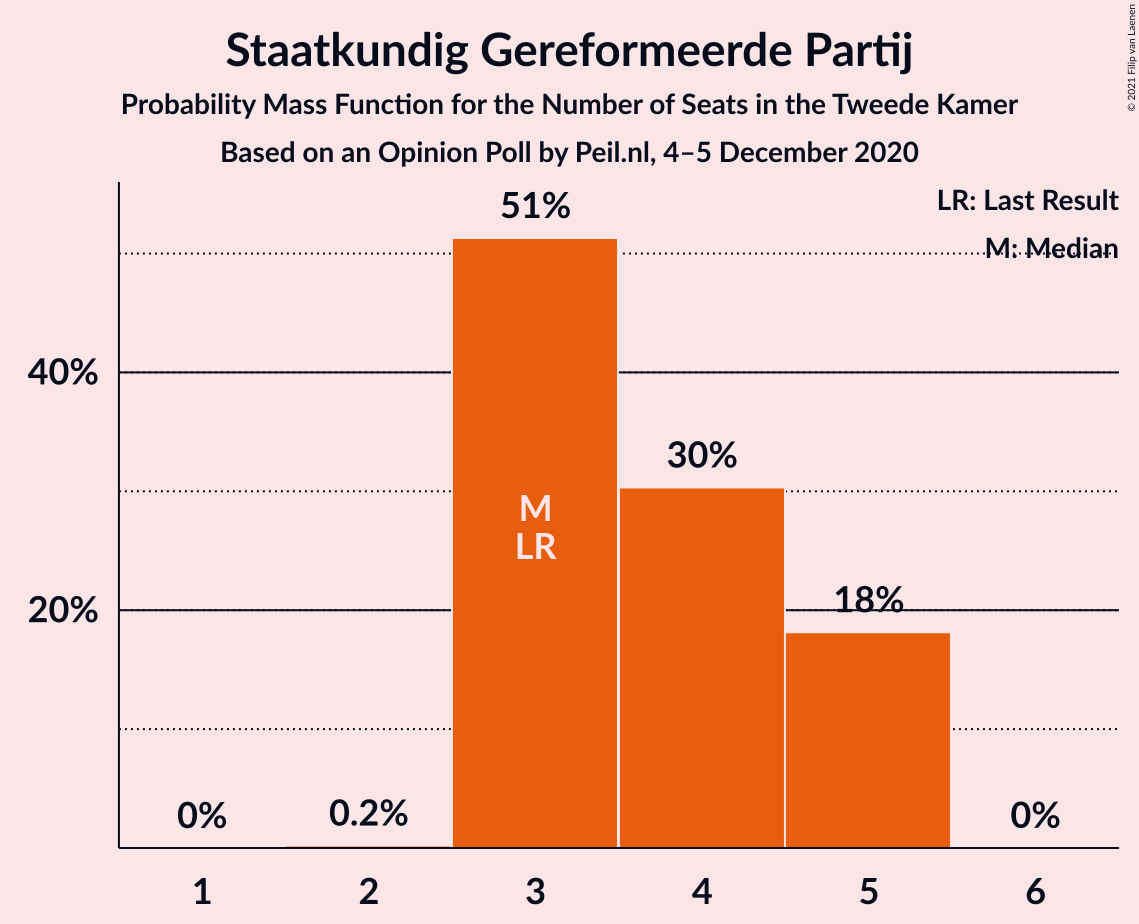 Staatkundig Gereformeerde Partij
Probability Mass Function for the Number of Seats in the Tweede Kamer
Based on an Opinion Poll by Peil.nl, 4–5 December 2020
© 2021 Filip van Laenen
LR: Last Result
M: Median
51%
40%
30%
M
LR
20%
18%
0%
0.2%
0%
1 2 3 4 5 6